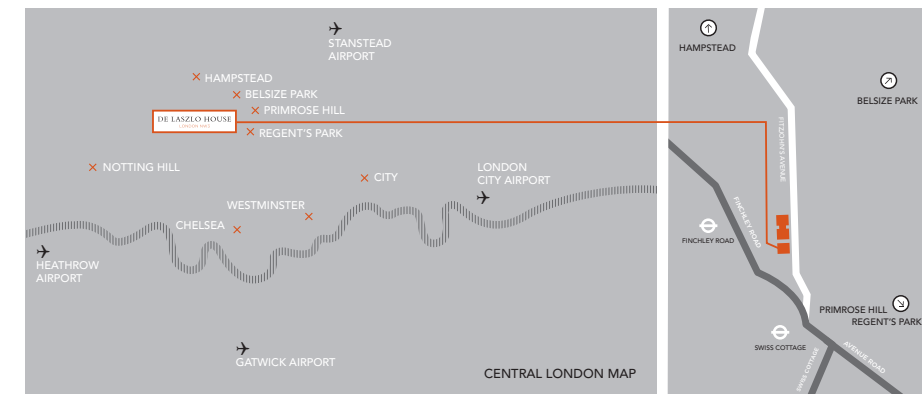 STANSTEAD
AIRPORT
HAMPSTEAD
BELSIZE PARK
PRIMROSE HILL
DE LASZLO HOUSE
LONDON NW3
REGENT'S PARK
NOTTING HILL
CITY
LONDON
CITY AIRPORT
WESTMINSTER
CHELSEA
HEATHROW
AIRPORT
GATWICK AIRPORT
CENTRAL LONDON MAP
HAMPSTEAD
BELSIZE PARK
FITZJOHN'S AVENUE
FINCHLEY ROAD
FINCHLEY ROAD
PRIMROSE HILL
REGENT'S PARK
SWISS COTTAGE
SWISS COTTAGE
AVENUE ROAD